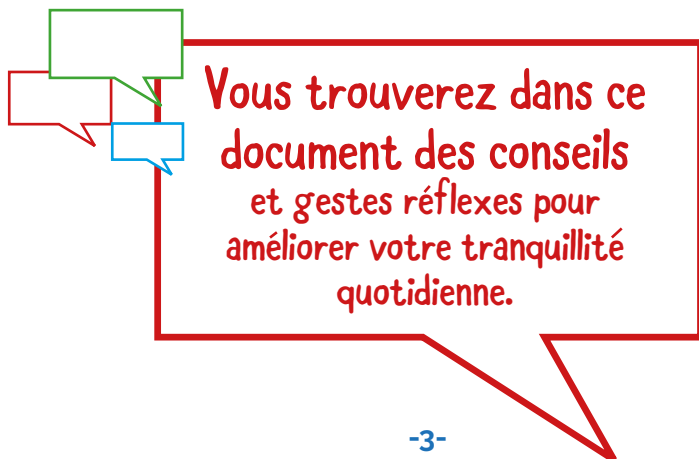 Vous trouverez dans ce
document des conseils
et gestes réflexes pour
améliorer votre tranquillité
quotidienne.
-3-